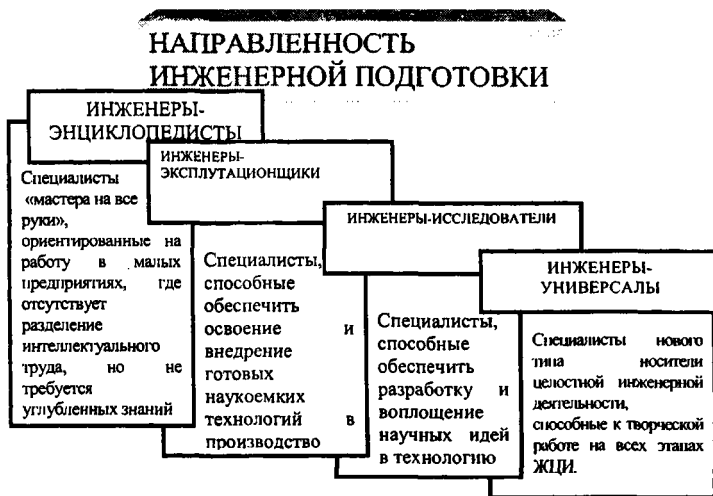 НАПРАВЛЕННОСТЬ
ИНЖЕНЕРНОЙ ПОДГОТОВКИ
ИНЖЕНЕРЫ-
ЭНЦИКЛОПЕДИСТЫ
Специалисты
«мастера на все
руки»,
ориентированные на
работу в малых
предприятиях, где
отсутствует
разделение
интеллектуального
труда, но не
требуется
углубленных знаний
ИНЖЕНЕРЫ-
ЭКСПЛУТАЦИОНЩИКИ
Специалисты,
способные
обеспечить
освоение и
внедрение
готовых
наукоемких
технологий в
производство
ИНЖЕНЕРЫ-ИССЛЕДОВАТЕЛИ
Специалисты,
способные
обеспечить
разработку и
воплощение
научных идей
в технологию
ИНЖЕНЕРЫ-
УНИВЕРСАЛЫ
Специалисты нового
типа носители
целостной инженерной
деятельности,
способные к творческой
работе на всех этапах
ЖЦИ.